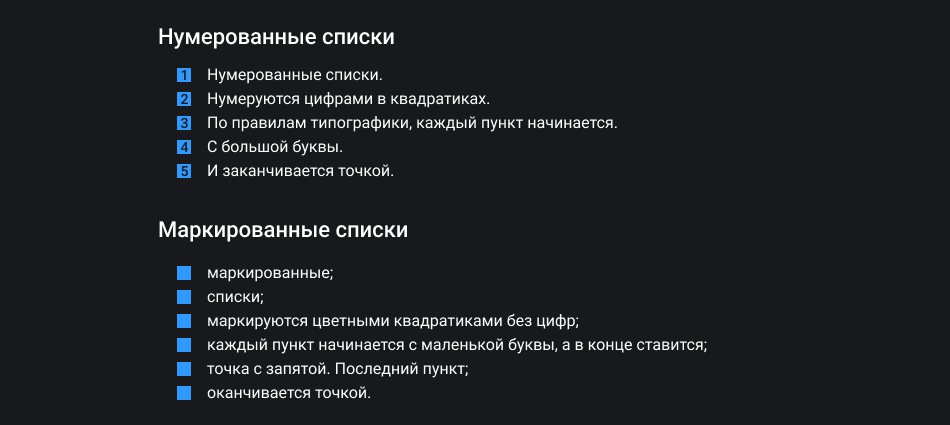 Нумерованные списки
1 Нумерованные списки.
2 Нумеруются цифрами в квадратиках.
3 По правилам типографики, каждый пункт начинается.
4 С большой буквы.
5 И заканчивается точкой.
Маркированные списки
маркированные;
списки;
маркируются цветными квадратиками без цифр;
каждый пункт начинается с маленькой буквы, а в конце ставится;
точка с запятой. Последний пункт;
оканчивается точкой.